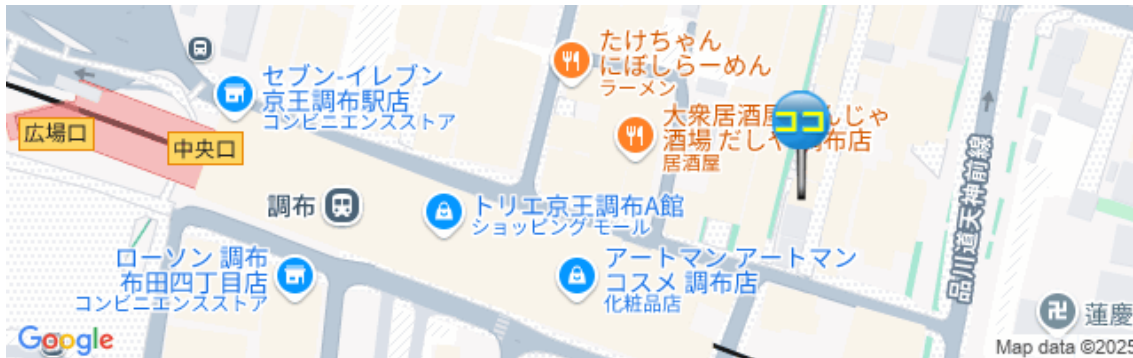 たけちゃん
にぼしらーめん
ラーメン
セブン-イレブン
京王調布駅店
コンビニエンスストア
大衆居酒屋 んじゃ
酒場 だしや 布店
居酒屋
ココ
広場口
中央口
調布
トリエ京王調布A館
ショッピング モール
品川道天神前線
ローソン 調布
布田四丁目店
コンビニエンスストア
アートマン アートマン
コスメ 調布店
化粧品店
卍
蓮慶
Google
Map data ©2025